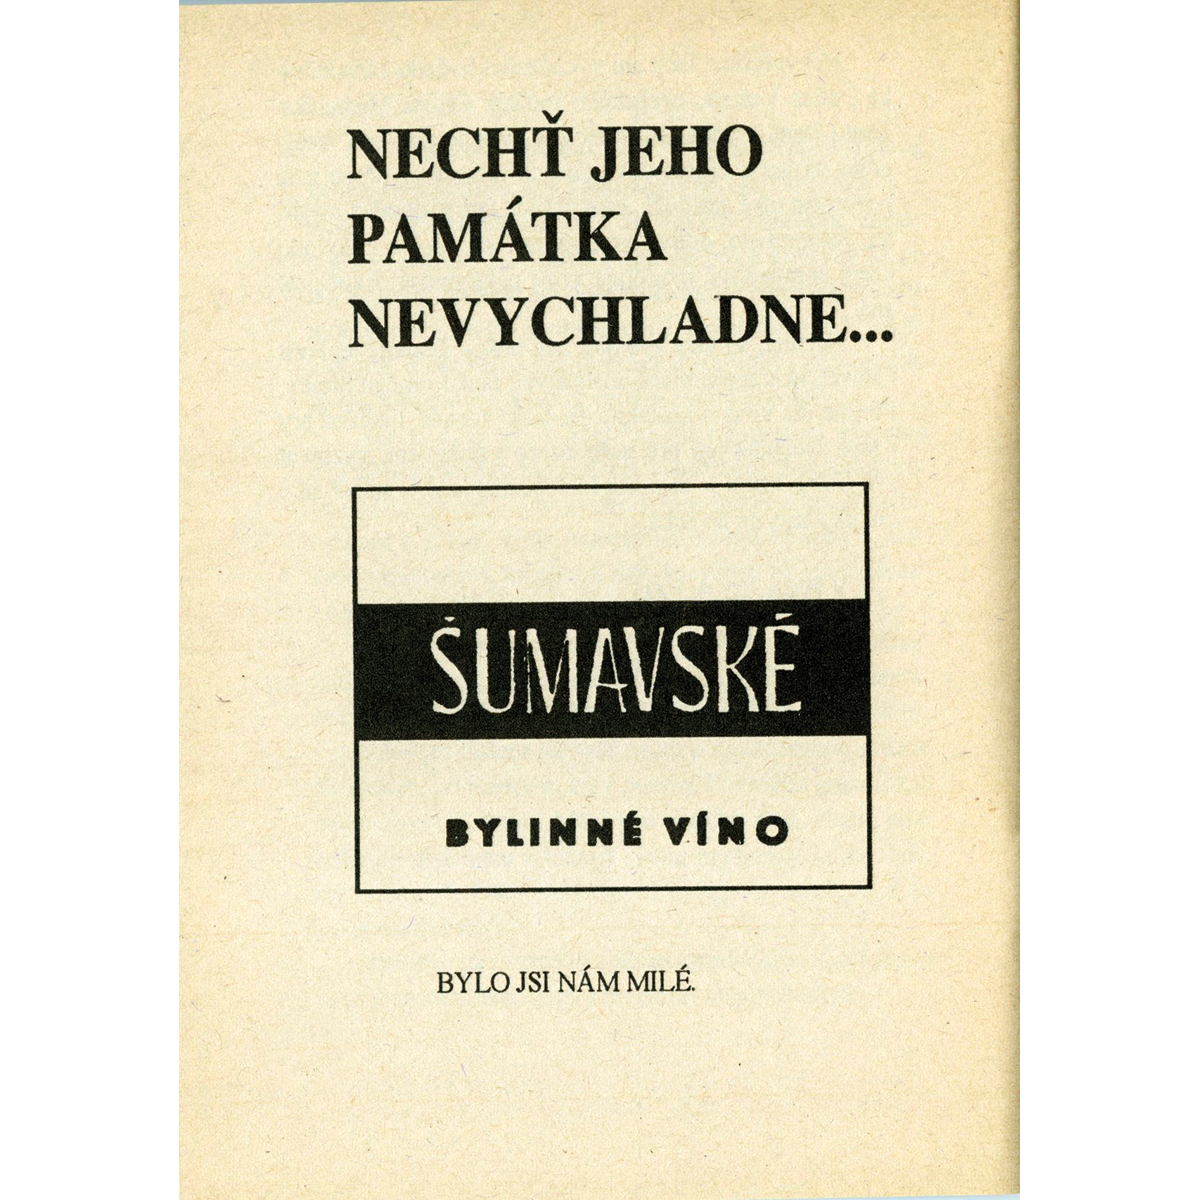 NECHŤ JEHO
PAMÁTKA
NEVYCHLADNE...
ŠUMAVSKÉ
BYLINNÉ VÍNO
BYLO JSI NÁM MILÉ.